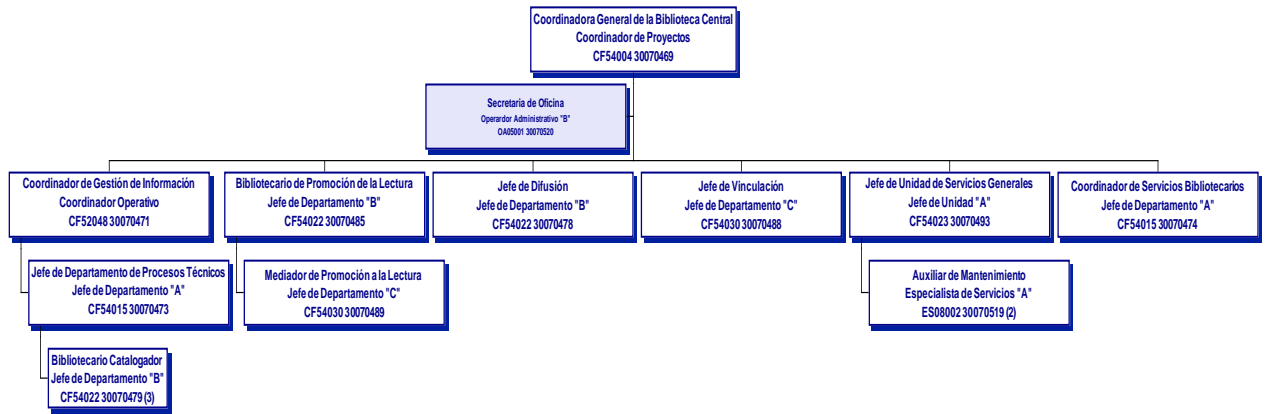 Coordinadora General de la Biblioteca Central
Coordinador de Proyectos
CF54004 30070469
Secretaria de Oficina
Operardor Administrativo "B"
OA05001 30070520
Coordinador de Gestión de Información
Coordinador Operativo
CF52048 30070471
Bibliotecario de Promoción de la Lectura
Jefe de Departamento "B"
CF54022 30070485
Jefe de Difusión
Jefe de Departamento "B"
CF54022 30070478
Jefe de Vinculación
Jefe de Departamento "C"
CF54030 30070488
Jefe de Unidad de Servicios Generales
Jefe de Unidad "A"
CF54023 30070493
Coordinador de Servicios Bibliotecarios
Jefe de Departamento "A"
CF54015 30070474
Jefe de Departamento de Procesos Técnicos
Jefe de Departamento "A"
CF54015 30070473
Mediador de Promoción a la Lectura
Jefe de Departamento "C"
CF54030 30070489
Auxiliar de Mantenimiento
Especialista de Servicios "A"
ES08002 30070519 (2)
Bibliotecario Catalogador
Jefe de Departamento "B"
CF54022 30070479 (3)